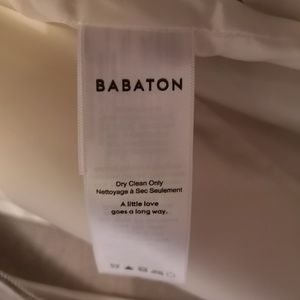 BABATON
Dry Clean Only
Nettoyage à Sec Seulement
A little love
goes a long way.